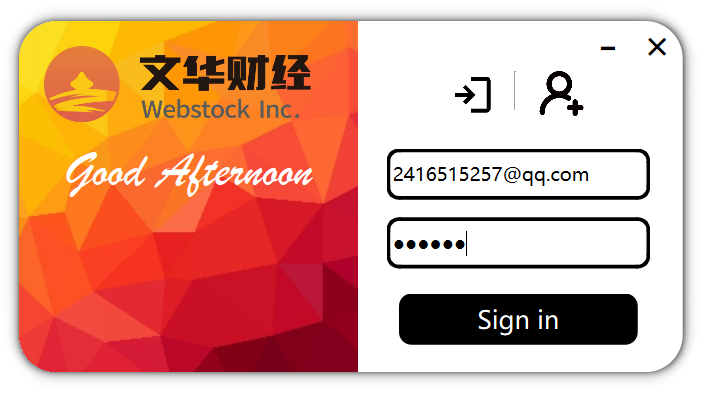 文华财经
Webstock Inc.
Good Afternoon
2416515257@qq.com
●●●●●●
Sign in